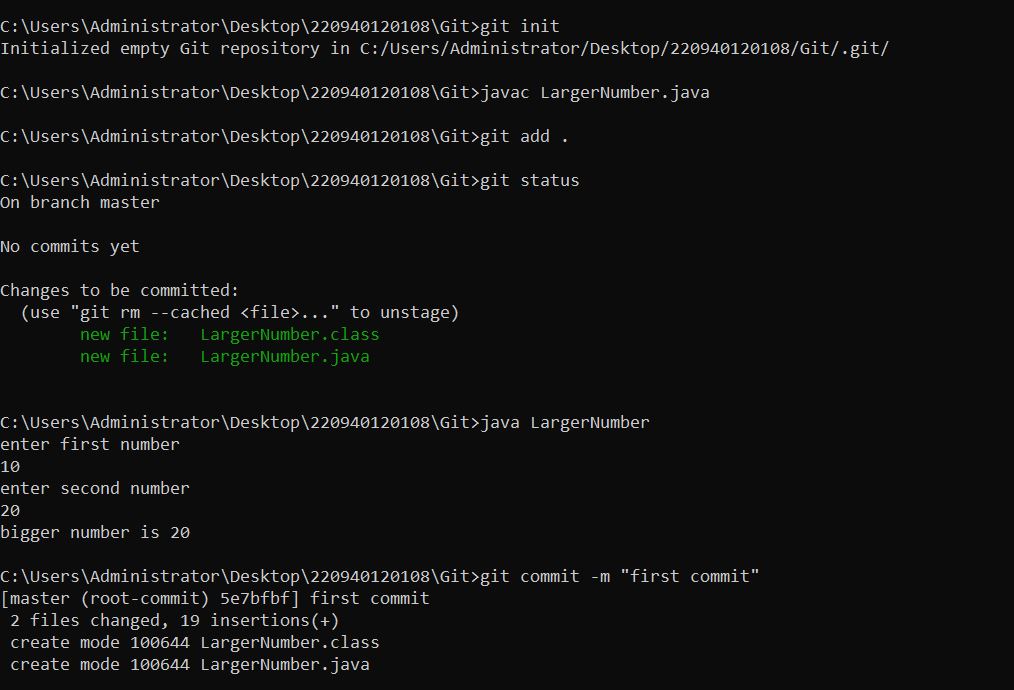 C:\Users\Administrator\Desktop\220940120108\Git>git init
Initialized empty Git repository in C:/Users/Administrator/Desktop/220940120108/Git/.git/
C:\Users\Administrator\Desktop\220940120108\Git>javac LargerNumber.java
C:\Users\Administrator\Desktop\220940120108\Git>git add .
C:\Users\Administrator\Desktop\220940120108\Git>git status
On branch master
No commits yet
Changes to be committed:
  (use "git rm --cached <file>..." to unstage)
        new file:   LargerNumber.class
        new file:   LargerNumber.java
C:\Users\Administrator\Desktop\220940120108\Git>java LargerNumber
enter first number
10
enter second number
20
bigger number is 20
C:\Users\Administrator\Desktop\220940120108\Git>git commit -m "first commit"
[master (root-commit) 5e7bfbf] first commit
 2 files changed, 19 insertions(+)
 create mode 100644 LargerNumber.class
 create mode 100644 LargerNumber.java